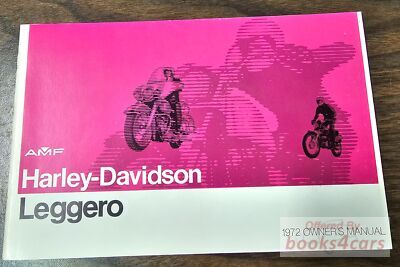 AMF
Harley-Davidson
Leggero
1972 OWNER'S MANUAL
Offered By
books4cars